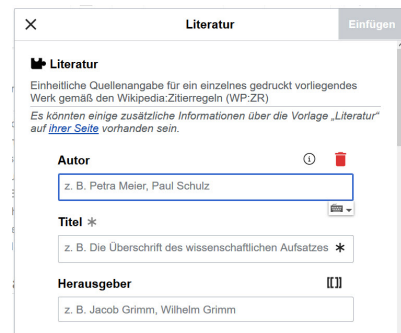 Literatur
Einfügen
Literatur
Einheitliche Quellenangabe für ein einzelnes gedruckt vorliegendes
Werk gemäß den Wikipedia:Zitierregeln (WP:ZR)
Es könnten einige zusätzliche Informationen über die Vorlage „Literatur“
auf ihrer Seite vorhanden sein.
Autor
z. B. Petra Meier, Paul Schulz
Titel
z. B. Die Überschrift des wissenschaftlichen Aufsatzes
Herausgeber [[]]
z. B. Jacob Grimm, Wilhelm Grimm